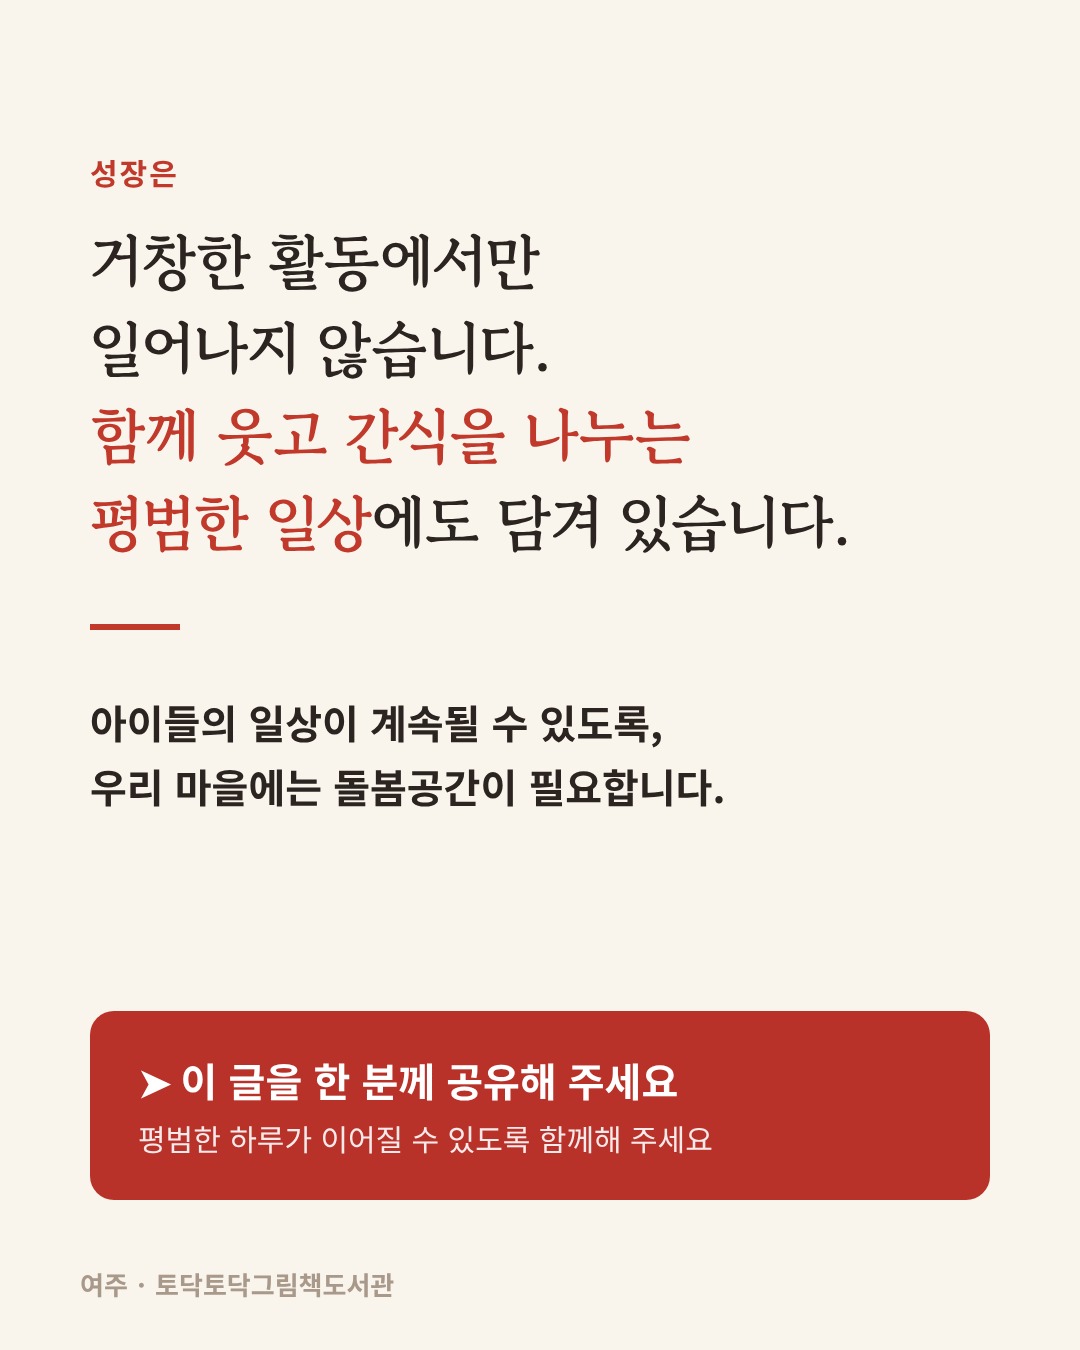 성장은
거창한 활동에서만
일어나지 않습니다.
함께 웃고 간식을 나누는
평범한 일상에도 담겨 있습니다.
아이들의 일상이 계속될 수 있도록,
우리 마을에는 돌봄공간이 필요합니다.
➤ 이 글을 한 분께 공유해 주세요
평범한 하루가 이어질 수 있도록 함께해 주세요
여주 · 토닥토닥그림책도서관